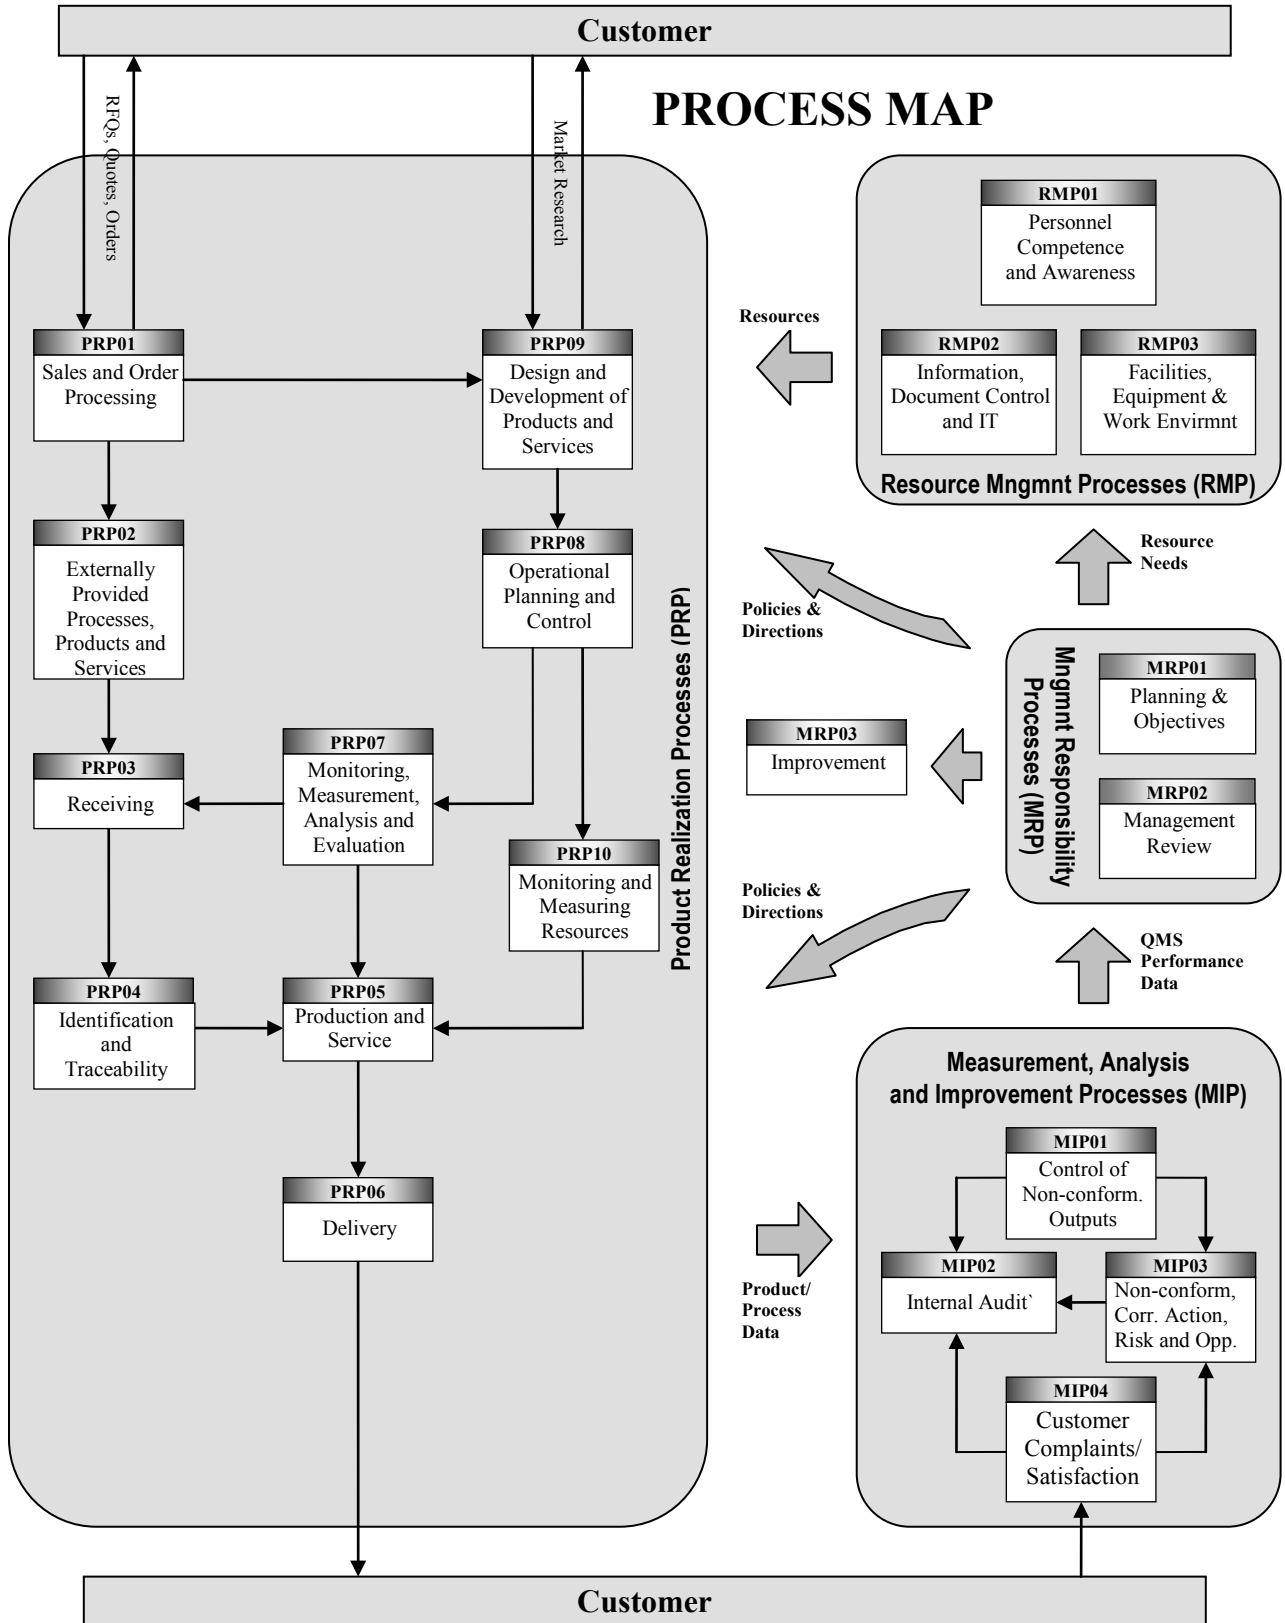 Customer
PROCESS MAP
RFQs, Quotes, Orders
Market Research
PRP01
Sales and Order
Processing
PRP09
Design and
Development of
Products and
Services
PRP02
Externally
Provided
Processes,
Products and
Services
PRP08
Operational
Planning and
Control
PRP07
Monitoring,
Measurement,
Analysis and
Evaluation
PRP03
Receiving
PRP10
Monitoring and
Measuring
Resources
PRP04
Identification
and
Traceability
PRP05
Production and
Service
PRP06
Delivery
Product Realization Processes (PRP)
RMP01
Personnel
Competence
and Awareness
RMP02
Information,
Document Control
and IT
RMP03
Facilities,
Equipment &
Work Envirmnt
Resource Mngmnt Processes (RMP)
Resources
Resource
Needs
Policies &
Directions
Mngmnt Responsibility
Processes (MRP)
MRP01
Planning &
Objectives
MRP02
Management
Review
MRP03
Improvement
Policies &
Directions
QMS
Performance
Data
Measurement, Analysis
and Improvement Processes (MIP)
MIP01
Control of
Non-conform.
Outputs
MIP02
Internal Audit`
MIP03
Non-conform,
Corr. Action,
Risk and Opp.
MIP04
Customer
Complaints/
Satisfaction
Product/
Process
Data
Customer